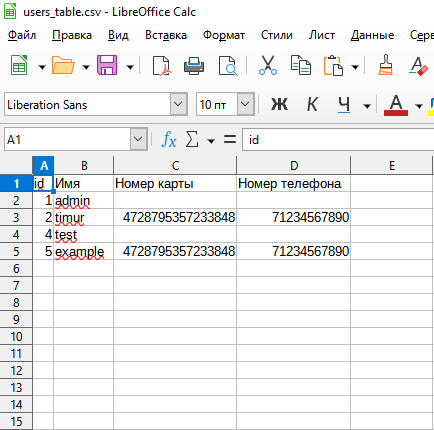 users_table.csv - LibreOffice Calc
Файл Правка Вид Вставка Формат Стили Лист Данные Серв
Liberation Sans 10 пт Ж К Ч А
A1 fx Σ = id
A B C D E
1 id Имя Номер карты Номер телефона
2 1 admin
3 2 timur 4728795357233848 71234567890
4 4 test
5 5 example 4728795357233848 71234567890
6
7
8
9
10
11
12
13
14
15